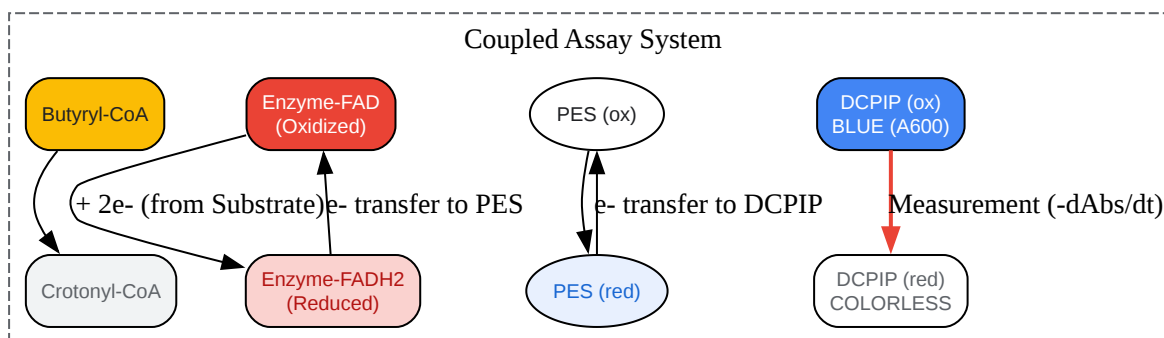 Coupled Assay System
Butyryl-CoA
Enzyme-FAD
(Oxidized)
PES (ox)
DCPIP (ox)
BLUE (A600)
+ 2e- (from Substrate)
e- transfer to PES
e- transfer to DCPIP
Measurement (-dAbs/dt)
Crotonyl-CoA
Enzyme-FADH2
(Reduced)
PES (red)
DCPIP (red)
COLORLESS